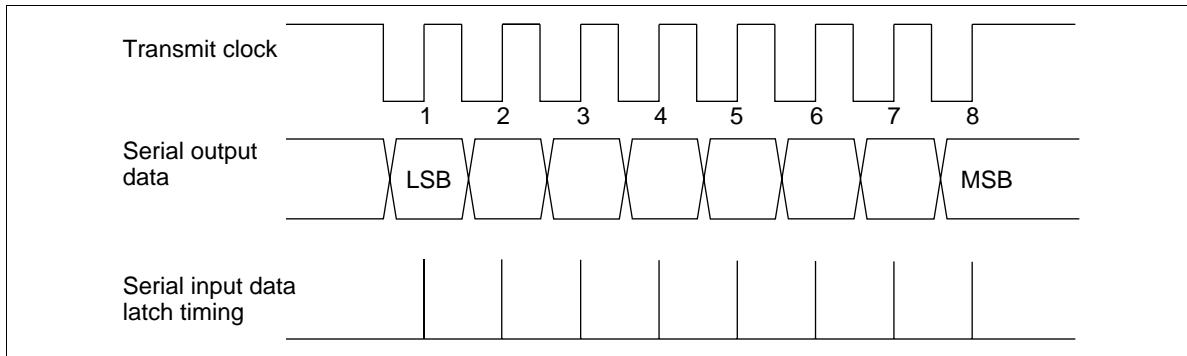 Transmit clock
1 2 3 4 5 6 7 8
Serial output
data
LSB MSB
Serial input data
latch timing